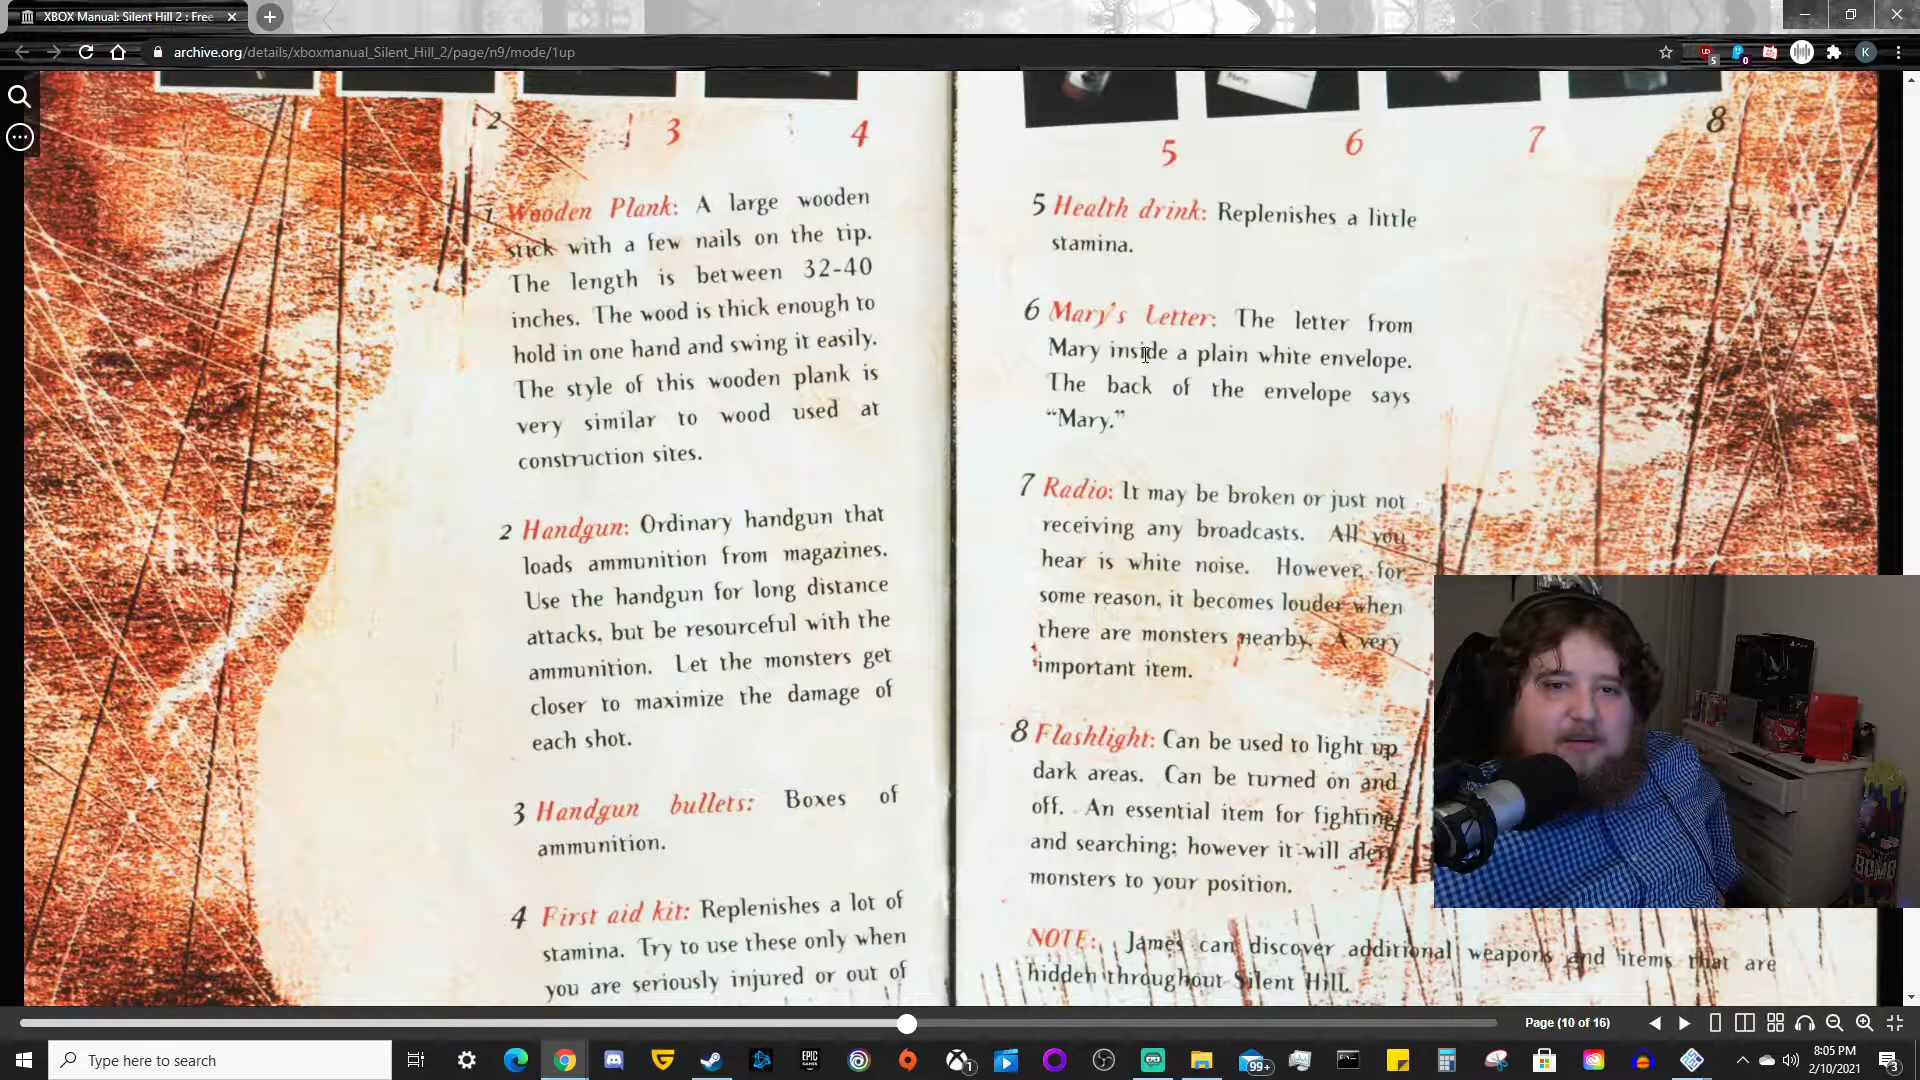 XBOX Manual: Silent Hill 2 : Free
archive.org/details/xboxmanual_Silent_Hill_2/page/n9/mode/1up
2
3
4
5
6
7
8
1 Wooden Plank: A large wooden
stick with a few nails on the tip.
The length is between 32-40
inches. The wood is thick enough to
hold in one hand and swing it easily.
The style of this wooden plank is
very similar to wood used at
construction sites.
2 Handgun: Ordinary handgun that
loads ammunition from magazines.
Use the handgun for long distance
attacks, but be resourceful with the
ammunition. Let the monsters get
closer to maximize the damage of
each shot.
3 Handgun bullets: Boxes of
ammunition.
4 First aid kit: Replenishes a lot of
stamina. Try to use these only when
you are seriously injured or out of
5 Health drink: Replenishes a little
stamina.
6 Mary's Letter: The letter from
Mary inside a plain white envelope.
The back of the envelope says
“Mary.”
7 Radio: It may be broken or just not
receiving any broadcasts. All you
hear is white noise. However, for
some reason, it becomes louder when
there are monsters nearby. A very
important item.
8 Flashlight: Can be used to light up
dark areas. Can be turned on and
off. An essential item for fighting
and searching; however it will alert
monsters to your position.
NOTE: James can discover additional weapons and items that are
hidden throughout Silent Hill.
BOMB
Page (10 of 16)
Type here to search
99+
8:05 PM
2/10/2021